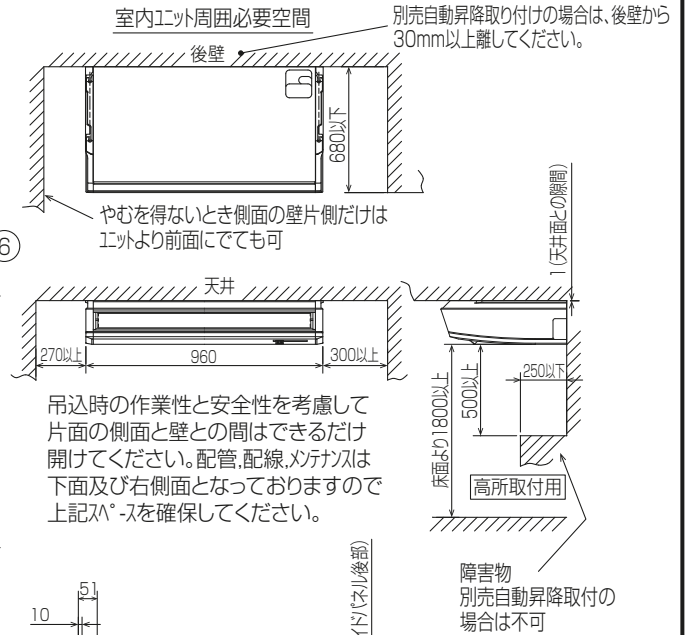 室内ユニット周囲必要空間
別売自動昇降取り付けの場合は、後壁から
30mm以上離してください。
後壁
680以下
やむを得ないとき側面の壁片側だけは
ユニットより前面にでても可
6
1(天井面との隙間)
天井
270以上
960
300以上
床面より1800以上
500以上
250以下
吊込時の作業性と安全性を考慮して
片面の側面と壁との間はできるだけ
開けてください。配管,配線,メンテナンスは
下面及び右側面となっておりますので
上記スペースを確保してください。
高所取付用
障害物
別売自動昇降取付の
場合は不可
51
10
イドパネル後部)